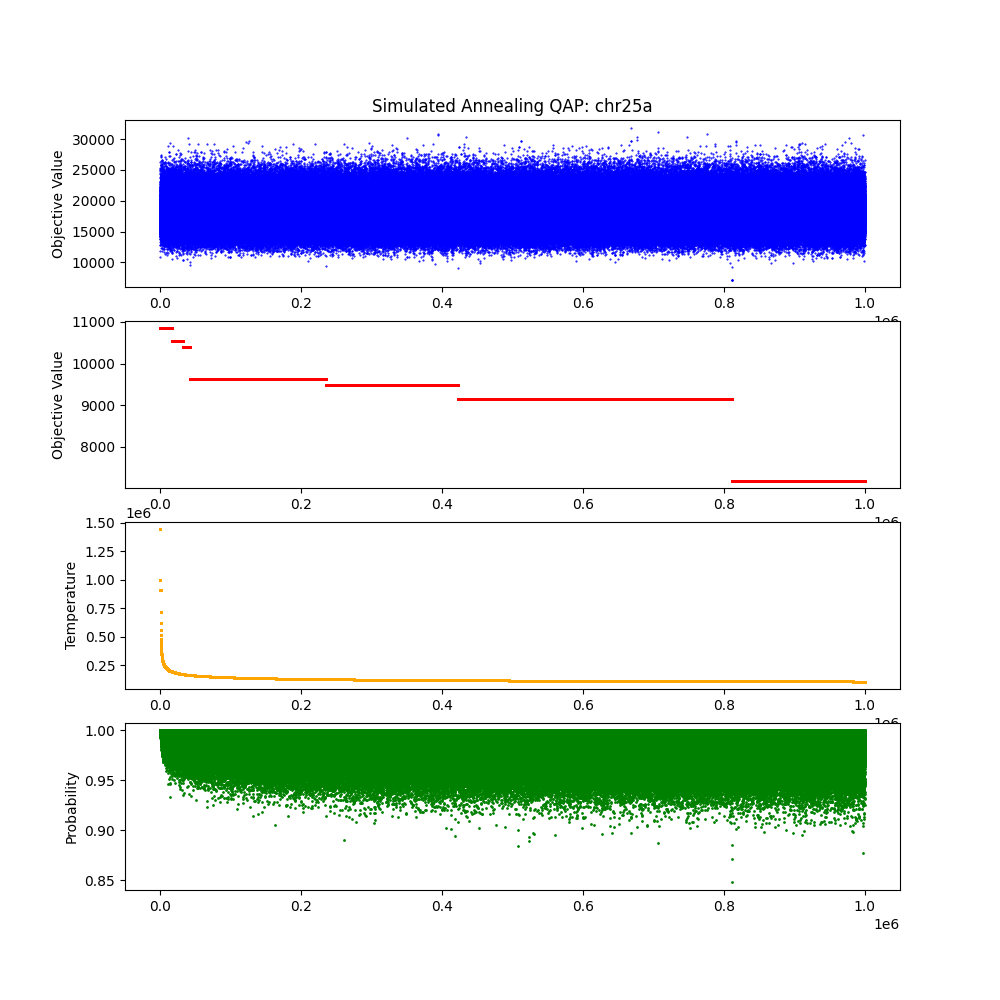 Simulated Annealing QAP: chr25a
30000
25000
20000
15000
10000
Objective Value
0.0 0.2 0.4 0.6 0.8 1.0
1e6
11000
10000
9000
8000
Objective Value
0.0 0.2 0.4 0.6 0.8 1.0
1e6
1e6
1.50
1.25
1.00
0.75
0.50
0.25
Temperature
0.0 0.2 0.4 0.6 0.8 1.0
1e6
1.00
0.95
0.90
0.85
Probability
0.0 0.2 0.4 0.6 0.8 1.0
1e6